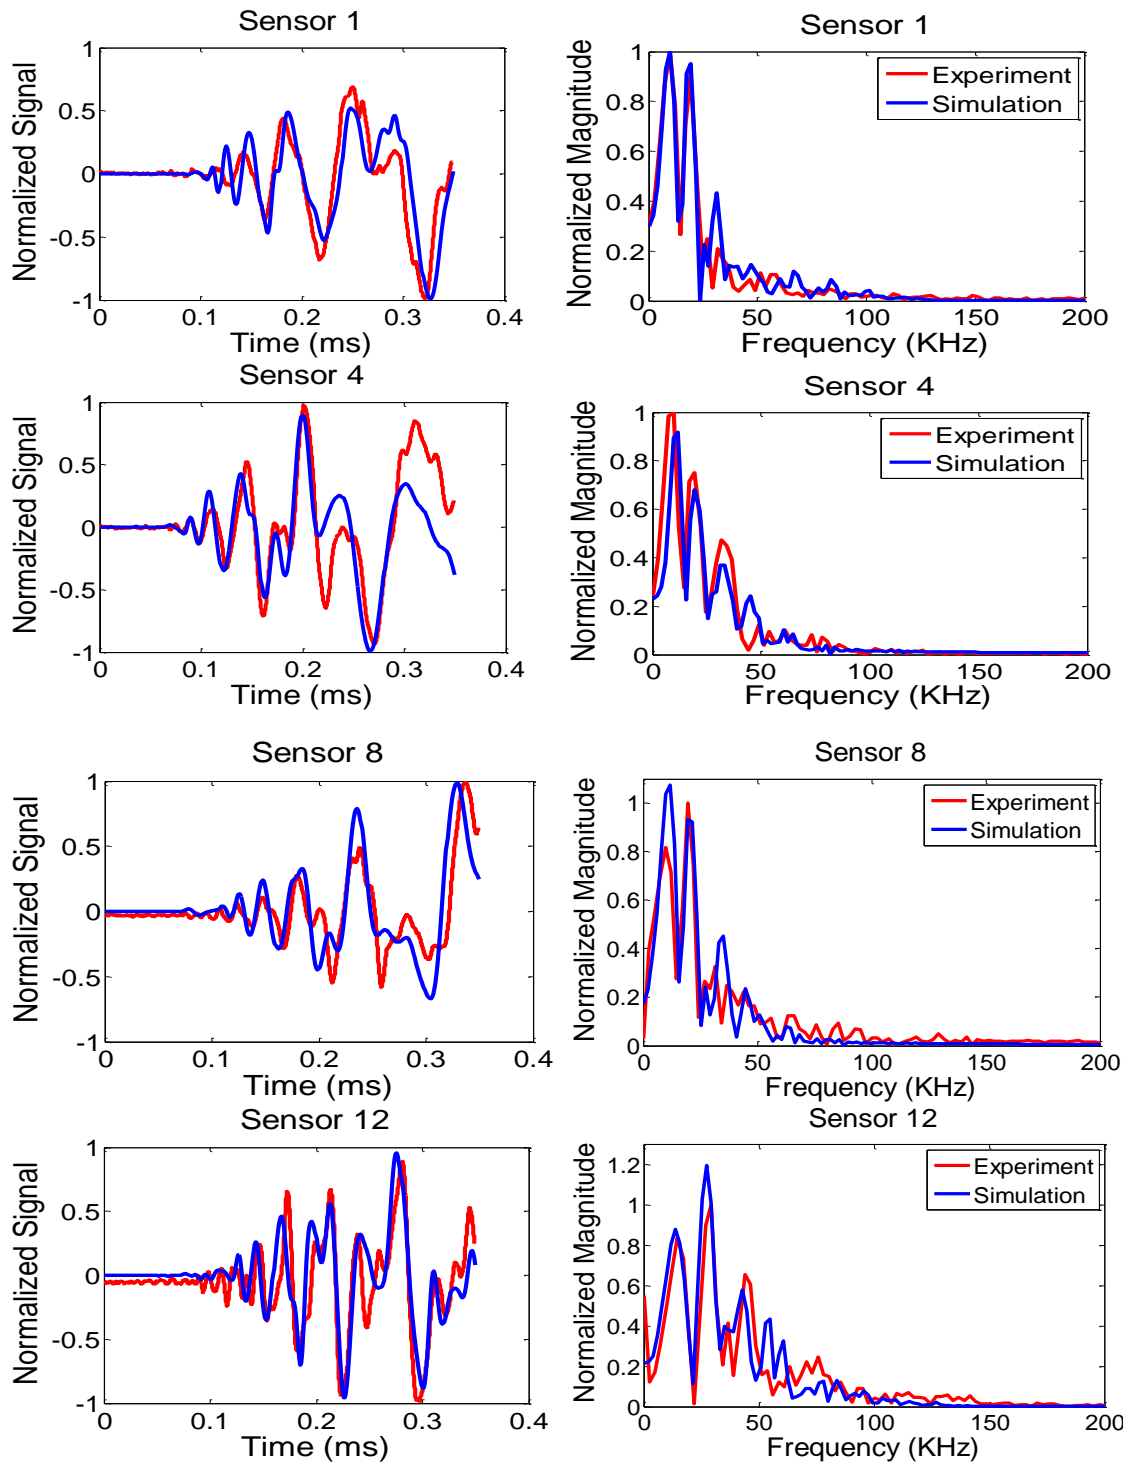 Sensor 1
Normalized Signal
1
0.5
0
-0.5
-1
0 0.1 0.2 0.3 0.4
Time (ms)
Sensor 1
Normalized Magnitude
1
0.8
0.6
0.4
0.2
0
0 50 100 150 200
Frequency (KHz)
Experiment
Simulation
Sensor 4
Normalized Signal
1
0.5
0
-0.5
-1
0 0.1 0.2 0.3 0.4
Time (ms)
Sensor 4
Normalized Magnitude
1
0.8
0.6
0.4
0.2
0
0 50 100 150 200
Frequency (KHz)
Experiment
Simulation
Sensor 8
Normalized Signal
1
0.5
0
-0.5
-1
0 0.1 0.2 0.3 0.4
Time (ms)
Sensor 8
Normalized Magnitude
1
0.8
0.6
0.4
0.2
0
0 50 100 150 200
Frequency (KHz)
Experiment
Simulation
Sensor 12
Normalized Signal
1
0.5
0
-0.5
-1
0 0.1 0.2 0.3 0.4
Time (ms)
Sensor 12
Normalized Magnitude
1.2
1
0.8
0.6
0.4
0.2
0
0 50 100 150 200
Frequency (KHz)
Experiment
Simulation